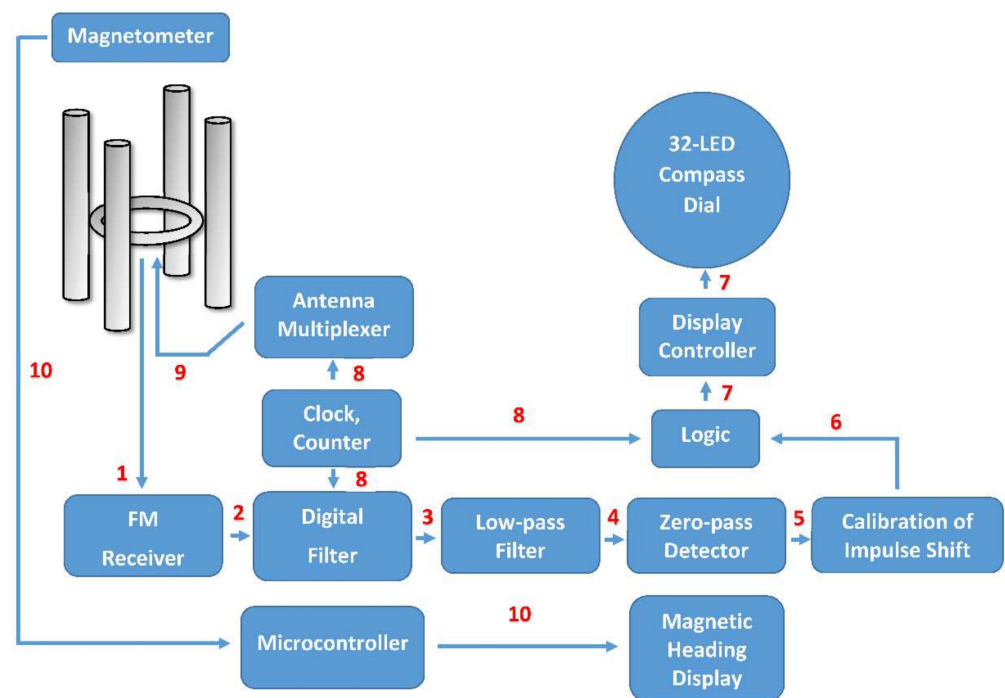 Magnetometer
32-LED
Compass
Dial
Antenna
Multiplexer
7
Display
Controller
10
9
8
7
Clock,
Counter
8
Logic
6
1
8
FM
Receiver
2
Digital
Filter
3
Low-pass
Filter
4
Zero-pass
Detector
5
Calibration of
Impulse Shift
Microcontroller
10
Magnetic
Heading
Display